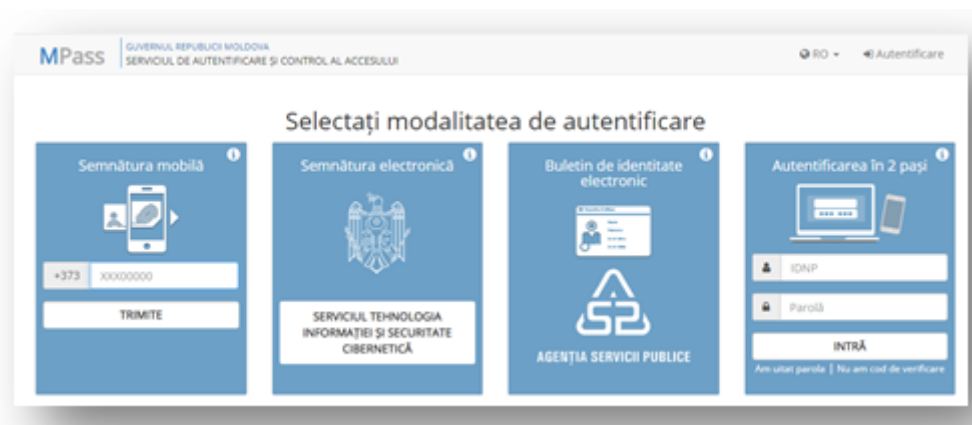 MPass
GUVERNUL REPUBLICII MOLDOVA
SERVICIUL DE AUTENTIFICARE ȘI CONTROL AL ACCESULUI
RO
Autentificare
Selectați modalitatea de autentificare
Semnătura mobilă
+373
XXX00000
TRIMITE
Semnătura electronică
SERVICIUL TEHNOLOGIA
INFORMAȚIEI ȘI SECURITATE
CIBERNETICĂ
Buletin de identitate
electronic
AGENȚIA SERVICII PUBLICE
Autentificarea în 2 pași
IDNP
Parolă
INTRĂ
Am uitat parola | Nu am cod de verificare